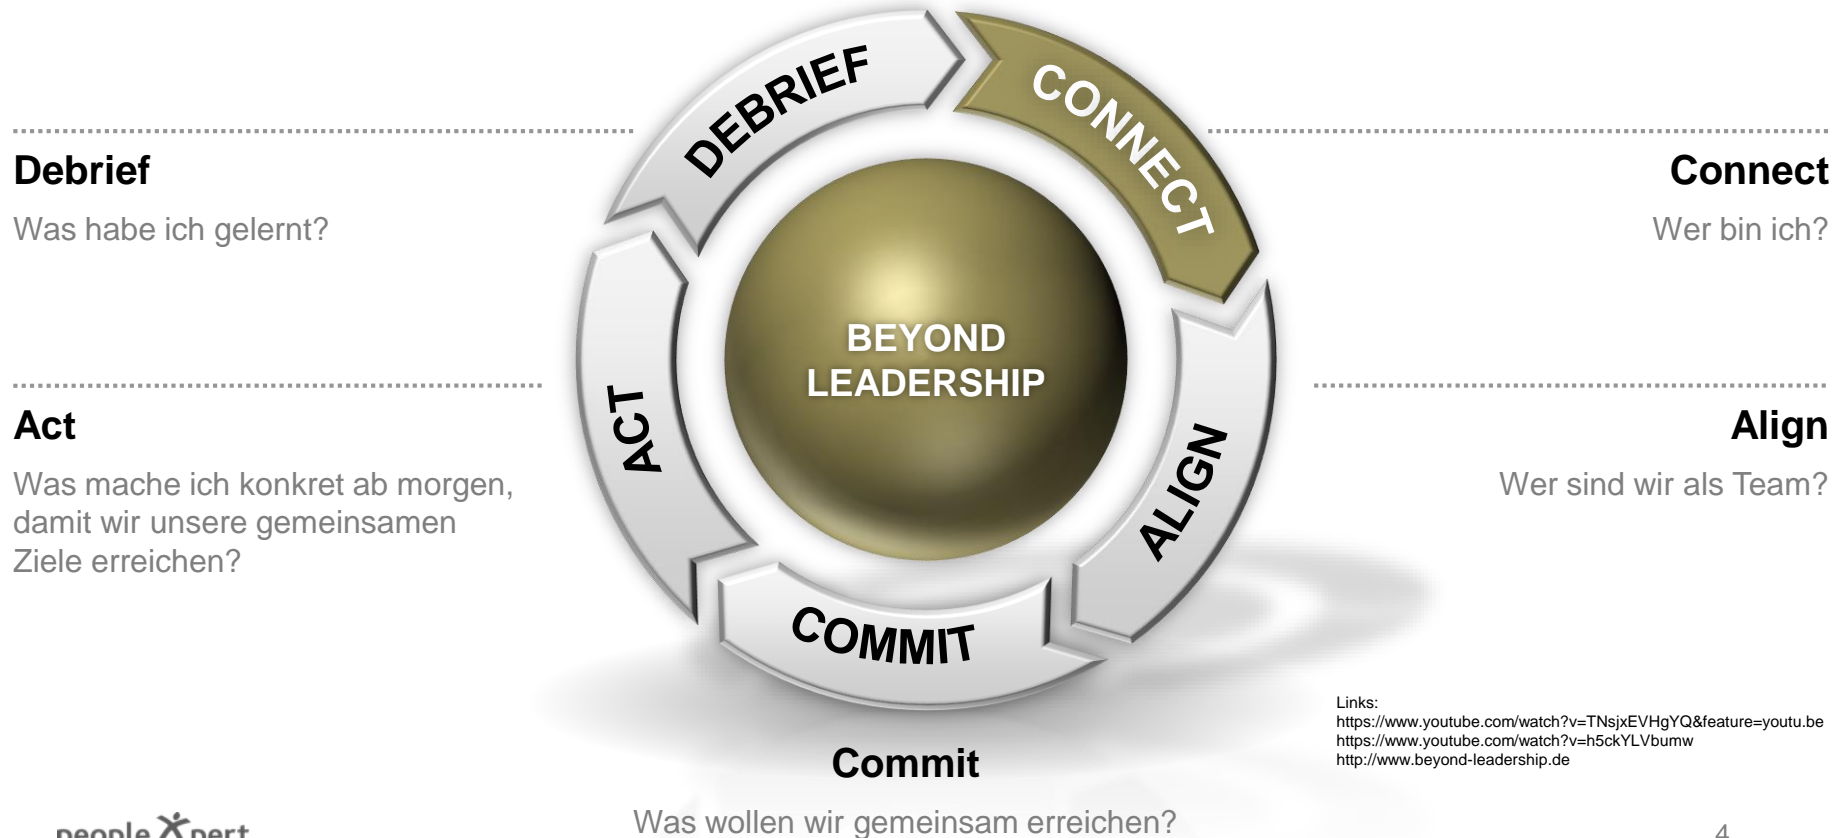 DEBRIEF
CONNECT
Debrief
Was habe ich gelernt?
Connect
Wer bin ich?
BEYOND
LEADERSHIP
ACT
ALIGN
COMMIT
Act
Was mache ich konkret ab morgen,
damit wir unsere gemeinsamen
Ziele erreichen?
Align
Wer sind wir als Team?
Links:
https://www.youtube.com/watch?v=TNsjxEVHgYQ&feature=youtu.be
https://www.youtube.com/watch?v=h5ckYLVbumw
http://www.beyond-leadership.de
Commit
Was wollen wir gemeinsam erreichen?
people Xpert
4